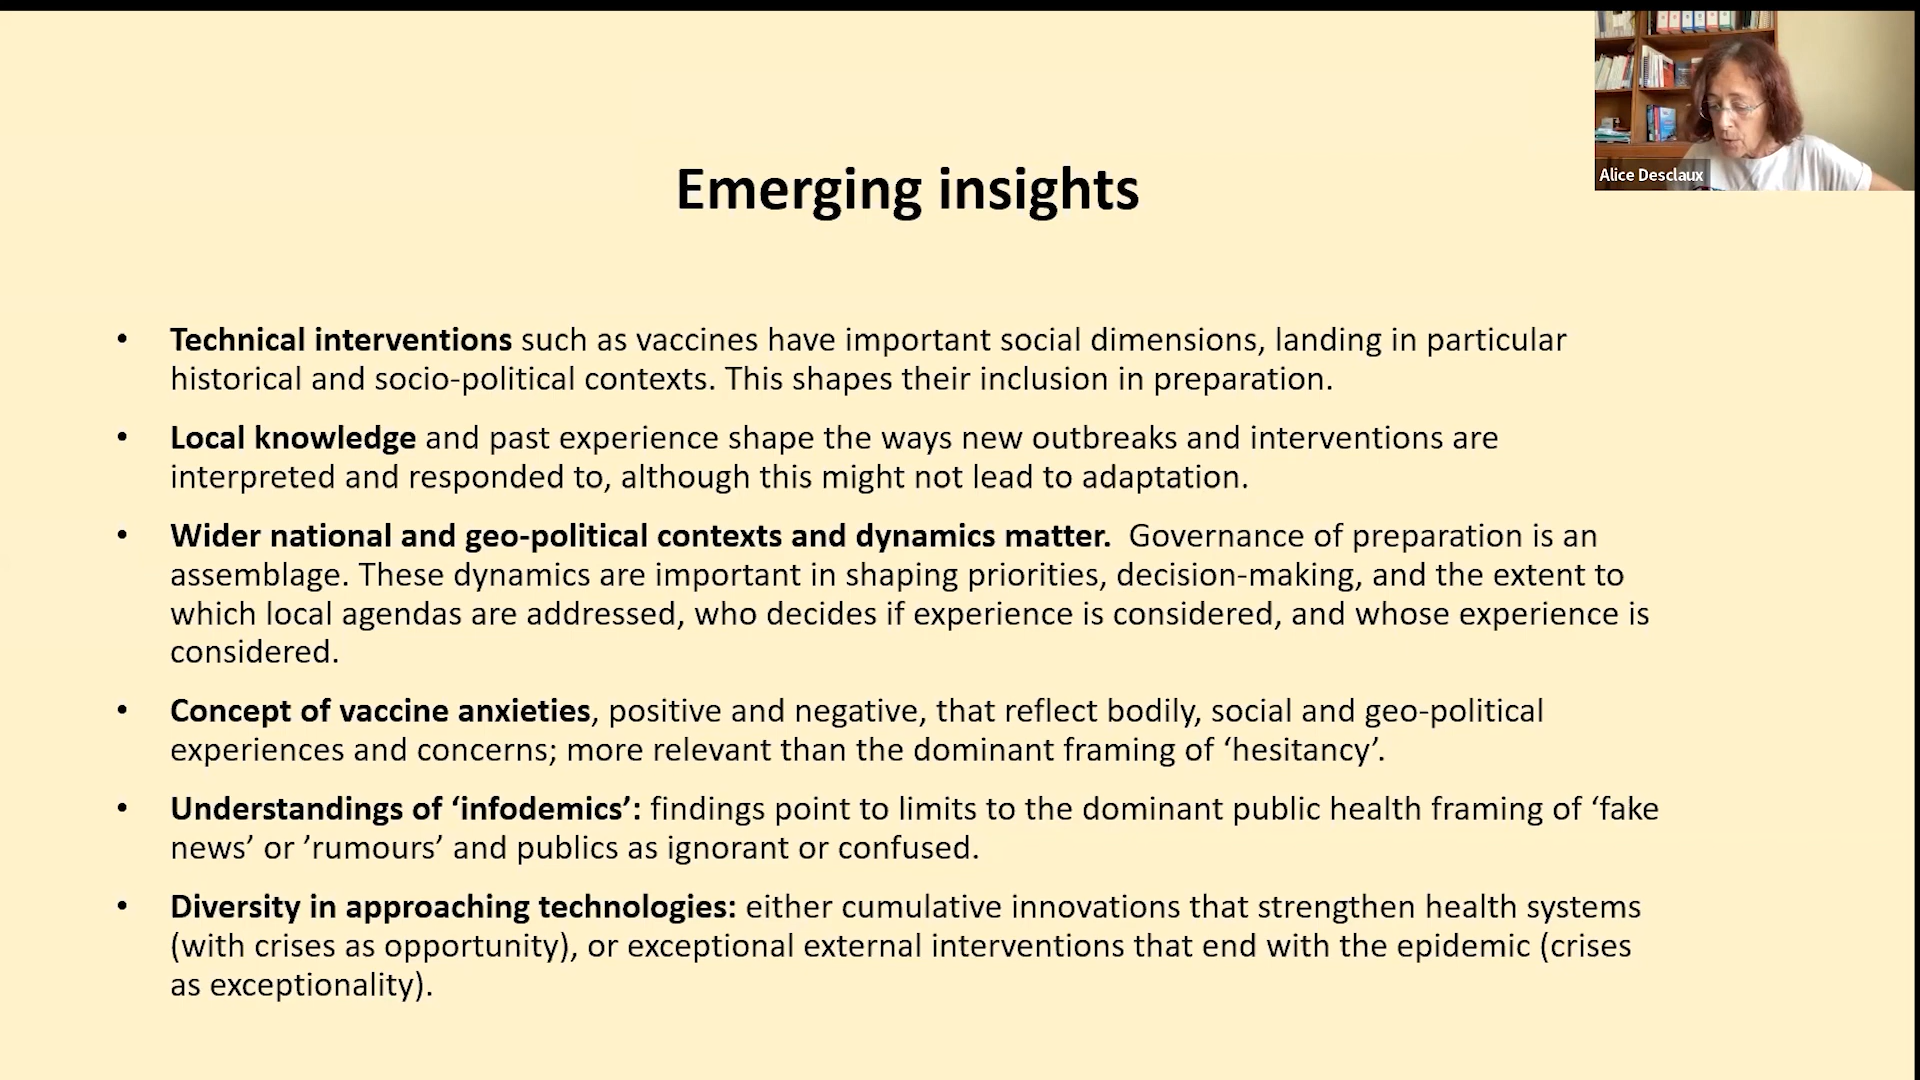 Alice Desclaux
Emerging insights
• Technical interventions such as vaccines have important social dimensions, landing in particular
historical and socio-political contexts. This shapes their inclusion in preparation.
• Local knowledge and past experience shape the ways new outbreaks and interventions are
interpreted and responded to, although this might not lead to adaptation.
• Wider national and geo-political contexts and dynamics matter.  Governance of preparation is an
assemblage. These dynamics are important in shaping priorities, decision-making, and the extent to
which local agendas are addressed, who decides if experience is considered, and whose experience is
considered.
• Concept of vaccine anxieties, positive and negative, that reflect bodily, social and geo-political
experiences and concerns; more relevant than the dominant framing of ‘hesitancy’.
• Understandings of ‘infodemics’: findings point to limits to the dominant public health framing of ‘fake
news’ or ’rumours’ and publics as ignorant or confused.
• Diversity in approaching technologies: either cumulative innovations that strengthen health systems
(with crises as opportunity), or exceptional external interventions that end with the epidemic (crises
as exceptionality).